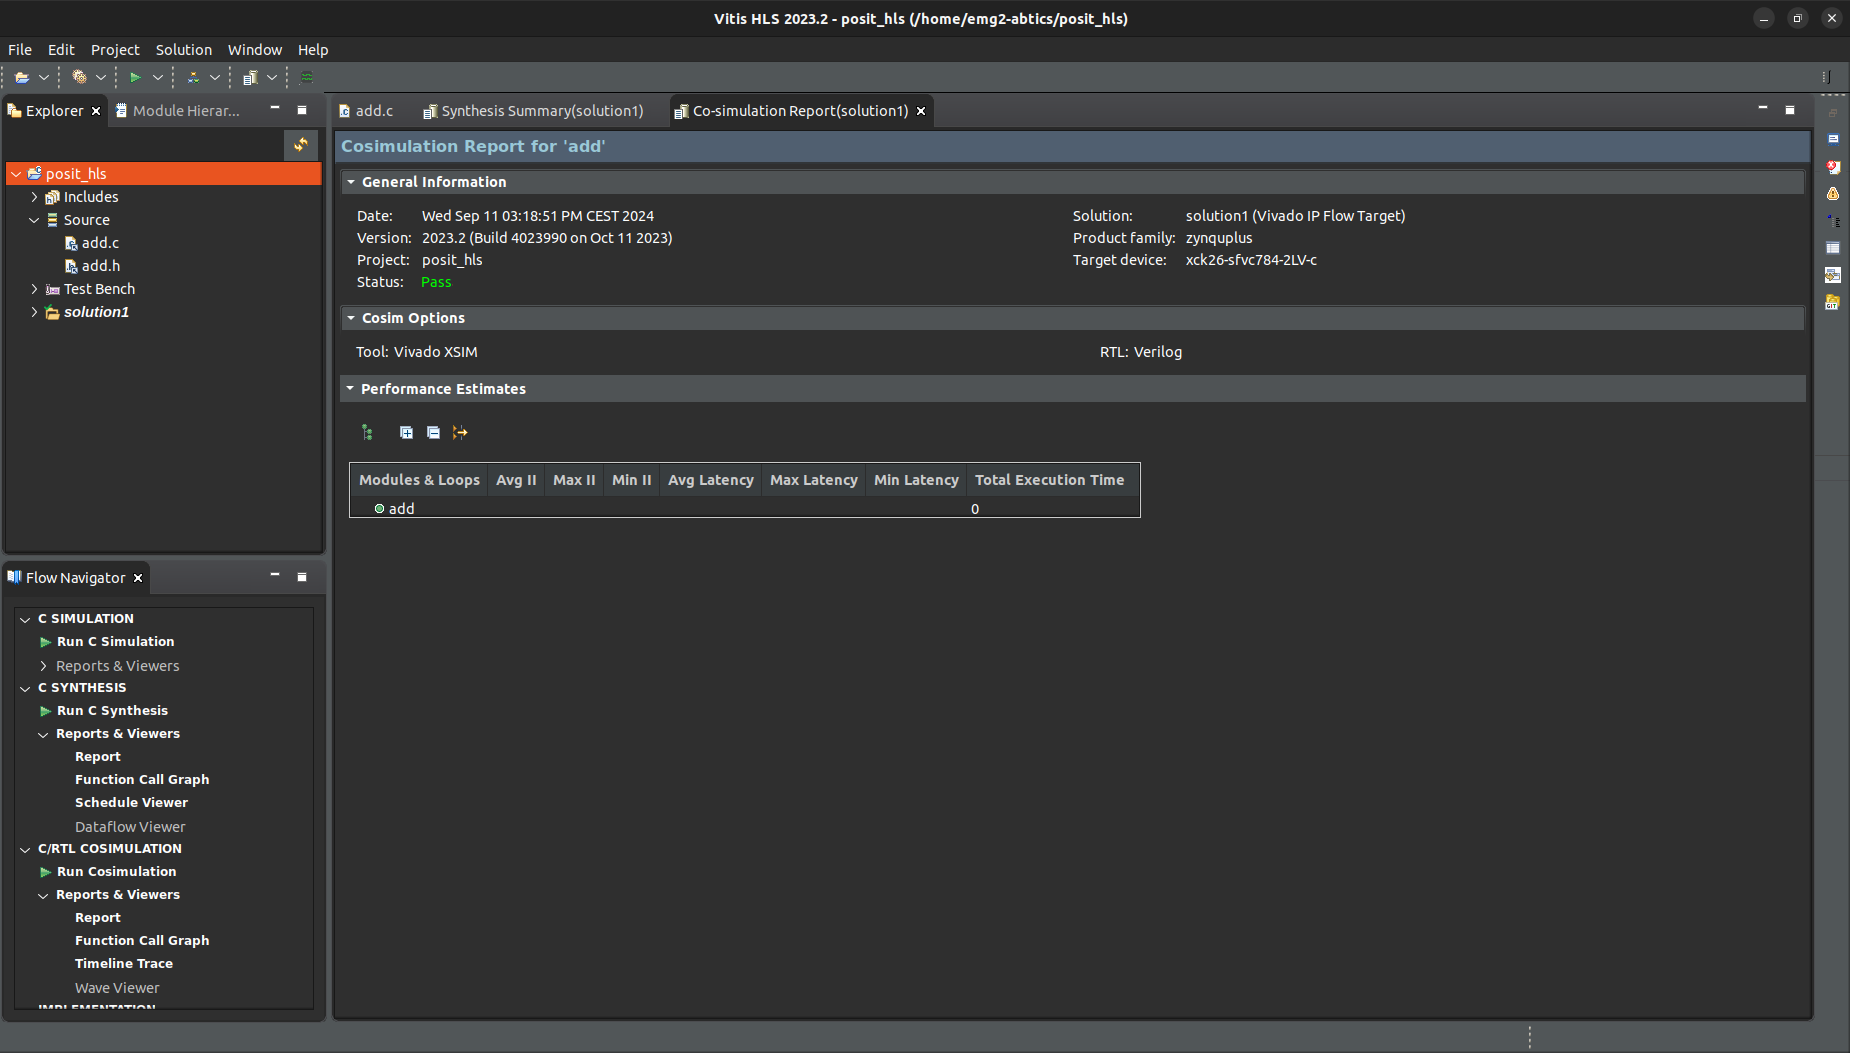 Vitis HLS 2023.2 - posit_hls (/home/emg2-abtics/posit_hls)
File Edit Project Solution Window Help
Explorer Module Hierar...
posit_hls
Includes
Source
add.c
add.h
Test Bench
solution1
Flow Navigator
C SIMULATION
Run C Simulation
Reports & Viewers
C SYNTHESIS
Run C Synthesis
Reports & Viewers
Report
Function Call Graph
Schedule Viewer
Dataflow Viewer
C/RTL COSIMULATION
Run Cosimulation
Reports & Viewers
Report
Function Call Graph
Timeline Trace
Wave Viewer
IMPLEMENTATION
add.c Synthesis Summary(solution1) Co-simulation Report(solution1)
Cosimulation Report for 'add'
General Information
Date: Wed Sep 11 03:18:51 PM CEST 2024 Solution: solution1 (Vivado IP Flow Target)
Version: 2023.2 (Build 4023990 on Oct 11 2023) Product family: zynquplus
Project: posit_hls Target device: xck26-sfvc784-2LV-c
Status: Pass
Cosim Options
Tool: Vivado XSIM RTL: Verilog
Performance Estimates
Modules & Loops Avg II Max II Min II Avg Latency Max Latency Min Latency Total Execution Time
add 0
GIT